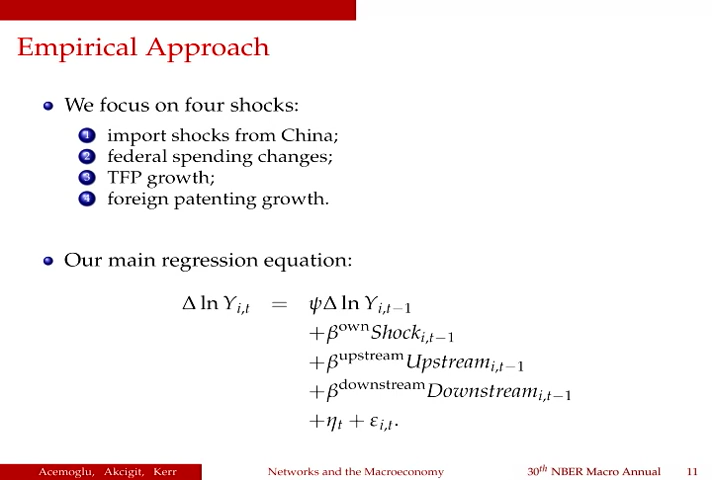 Empirical Approach
We focus on four shocks:
1 import shocks from China;
2 federal spending changes;
3 TFP growth;
4 foreign patenting growth.
Our main regression equation:
Δ ln Y_{i,t} = ψΔ ln Y_{i,t−1}
+β^{own}Shock_{i,t−1}
+β^{upstream}Upstream_{i,t−1}
+β^{downstream}Downstream_{i,t−1}
+η_t + ε_{i,t}.
Acemoglu, Akcigit, Kerr Networks and the Macroeconomy 30^{th} NBER Macro Annual 11